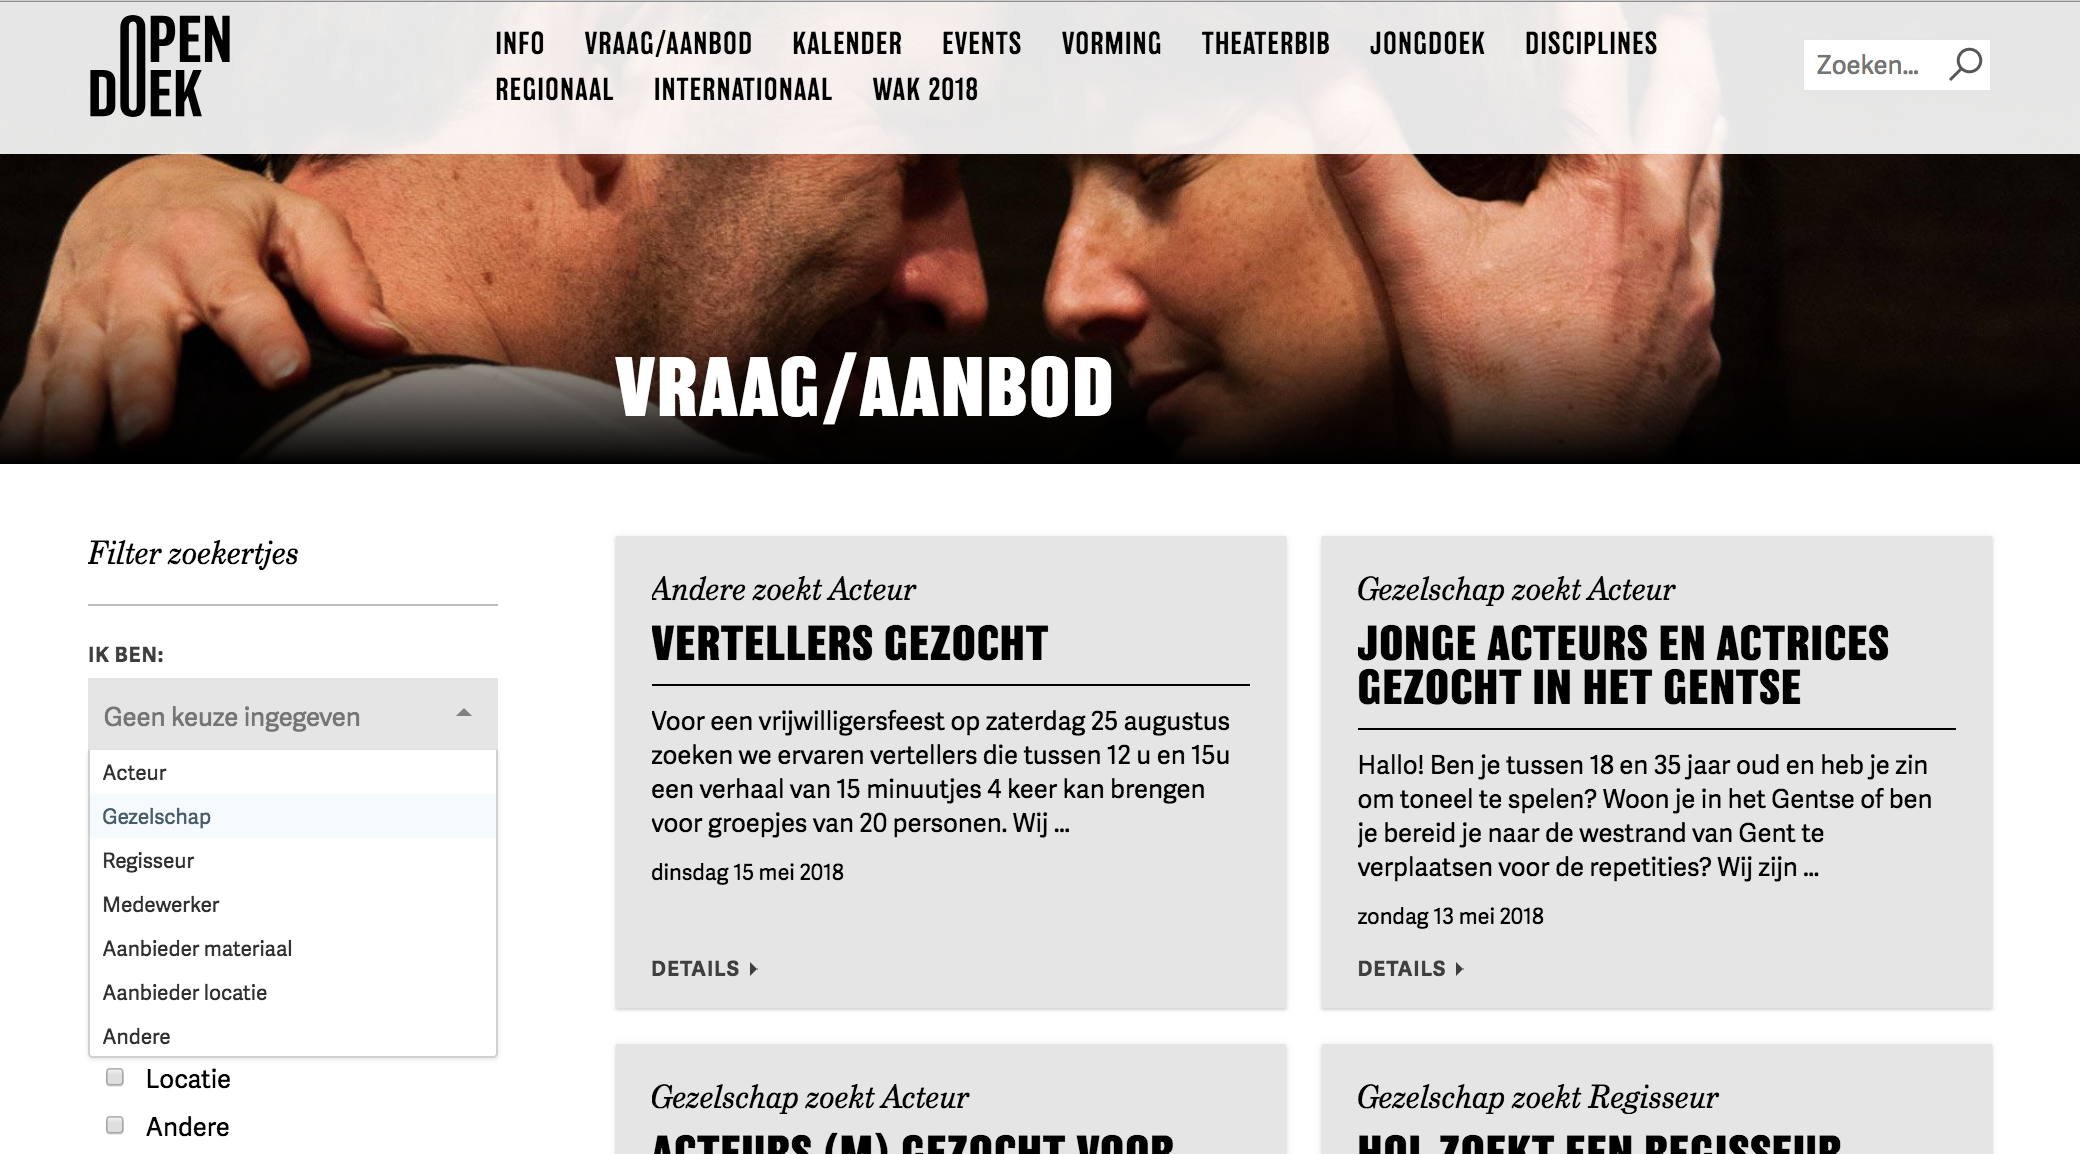 OPEN
DOEK
INFO VRAAG/AANBOD KALENDER EVENTS VORMING THEATERBIB JONGDOEK DISCIPLINES
REGIONAAL INTERNATIONAAL WAK 2018
Zoeken...
VRAAG/AANBOD
Filter zoekertjes
IK BEN:
Geen keuze ingegeven
Acteur
Gezelschap
Regisseur
Medewerker
Aanbieder materiaal
Aanbieder locatie
Andere
Locatie
Andere
Andere zoekt Acteur
VERTELLERS GEZOCHT
Voor een vrijwilligersfeest op zaterdag 25 augustus
zoeken we ervaren vertellers die tussen 12 u en 15u
een verhaal van 15 minuutjes 4 keer kan brengen
voor groepjes van 20 personen. Wij ...
dinsdag 15 mei 2018
DETAILS
Gezelschap zoekt Acteur
JONGE ACTEURS EN ACTRICES
GEZOCHT IN HET GENTSE
Hallo! Ben je tussen 18 en 35 jaar oud en heb je zin
om toneel te spelen? Woon je in het Gentse of ben
je bereid je naar de westrand van Gent te
verplaatsen voor de repetities? Wij zijn ...
zondag 13 mei 2018
DETAILS
Gezelschap zoekt Acteur
ACTEURS (M) GEZOCHT VOOR
Gezelschap zoekt Regisseur
HOL ZOEKT EEN REGISSEUR